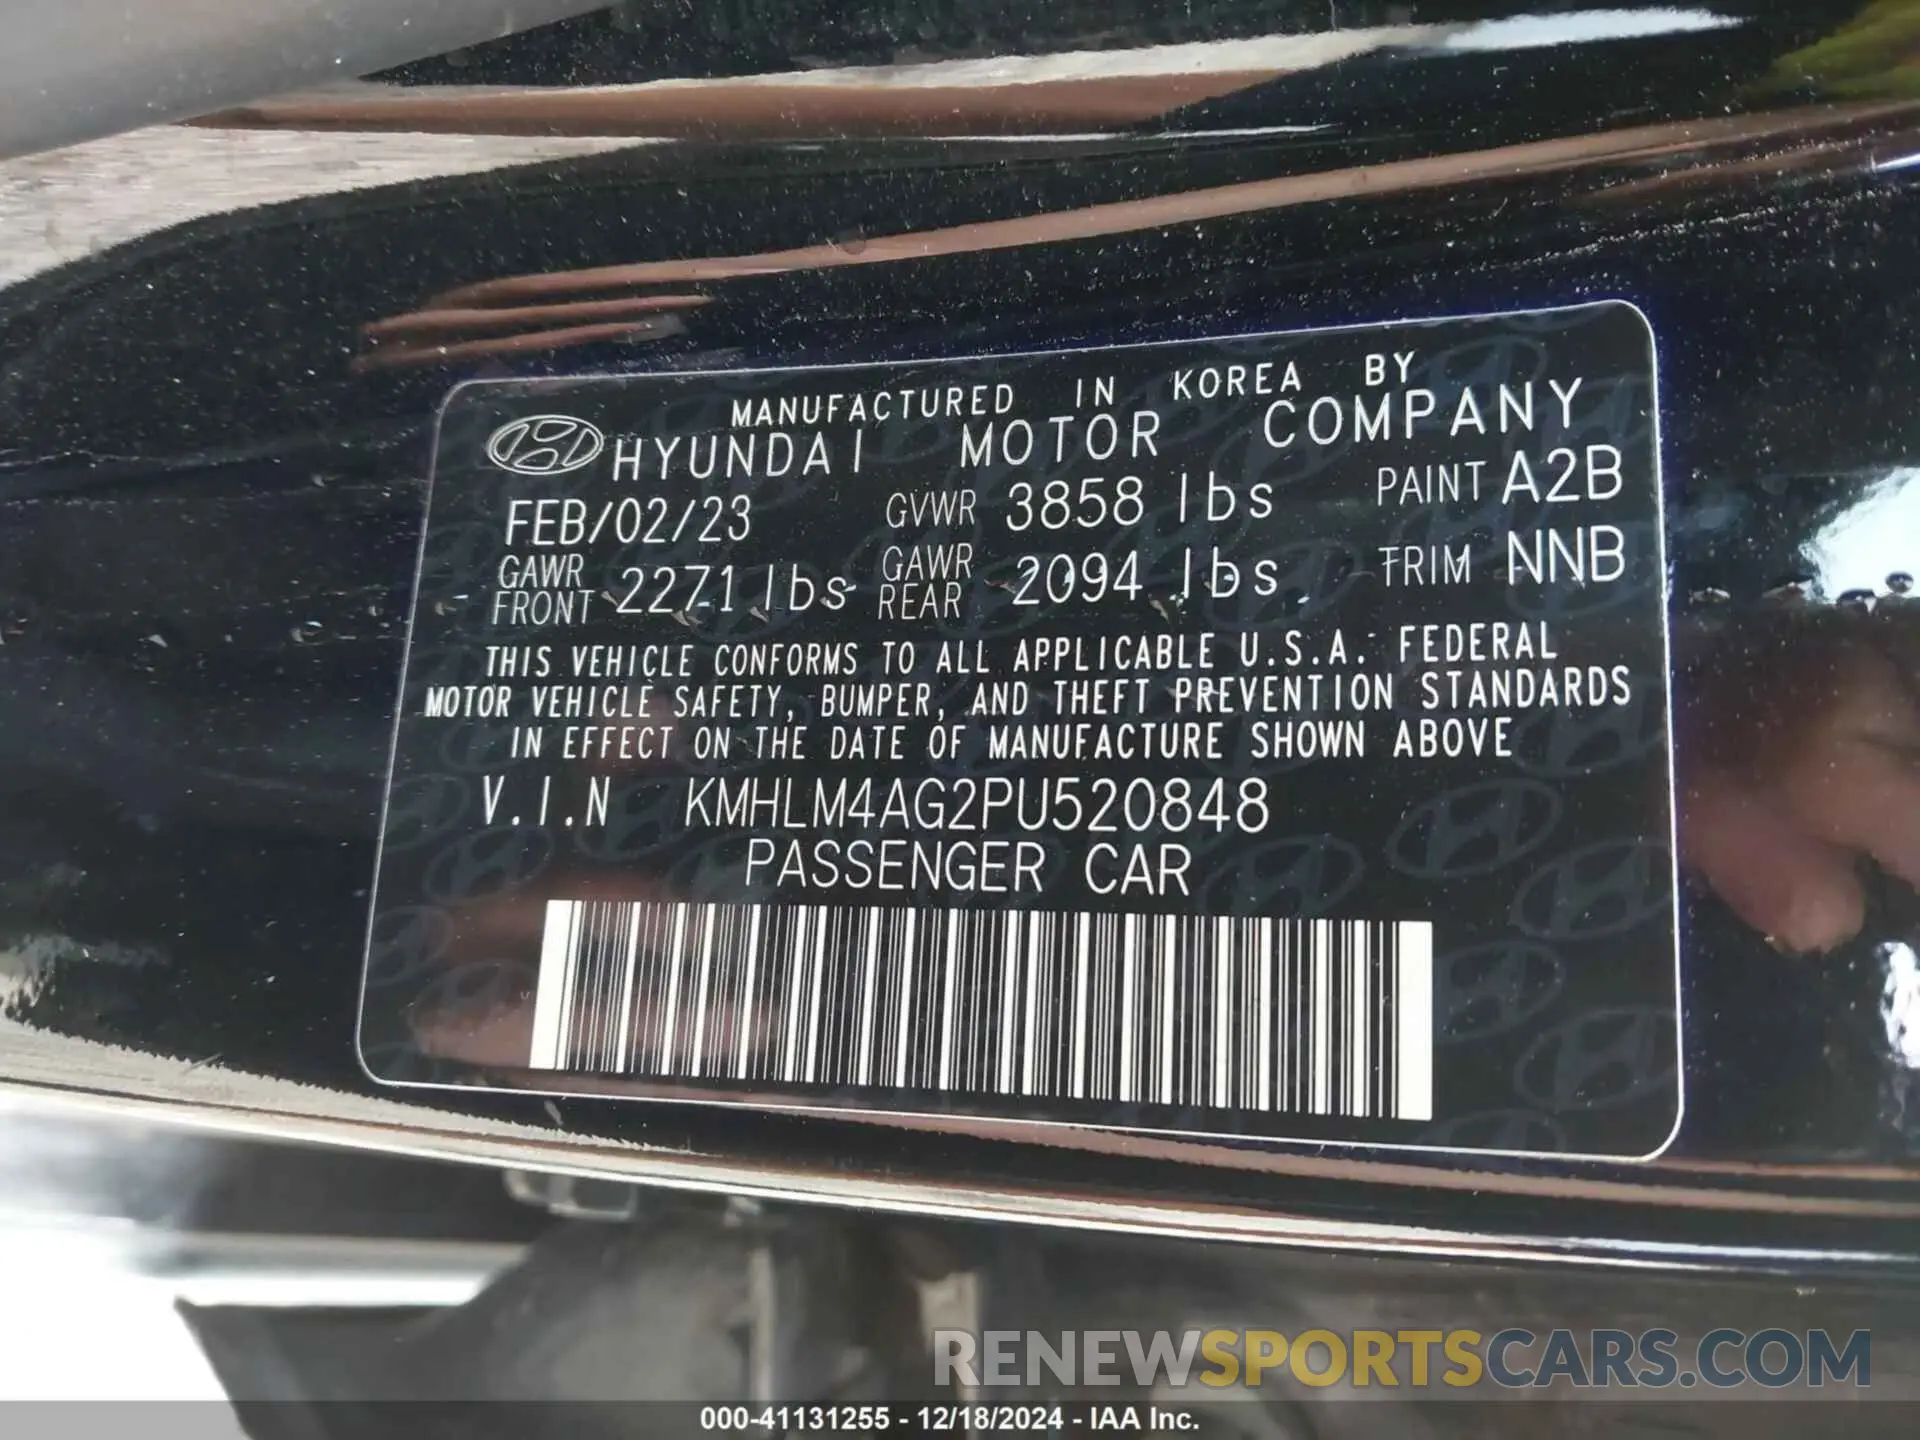 MANUFACTURED IN KOREA BY
HYUNDAI MOTOR COMPANY
FEB/02/23 GVWR 3858 lbs PAINT A2B
GAWR FRONT 2271 lbs GAWR REAR 2094 lbs TRIM NNB
THIS VEHICLE CONFORMS TO ALL APPLICABLE U.S.A. FEDERAL
MOTOR VEHICLE SAFETY, BUMPER, AND THEFT PREVENTION STANDARDS
IN EFFECT ON THE DATE OF MANUFACTURE SHOWN ABOVE
V.I.N KMHLM4AG2PU520848
PASSENGER CAR
RENEWSPORTSCARS.COM
000-41131255 - 12/18/2024 - IAA Inc.